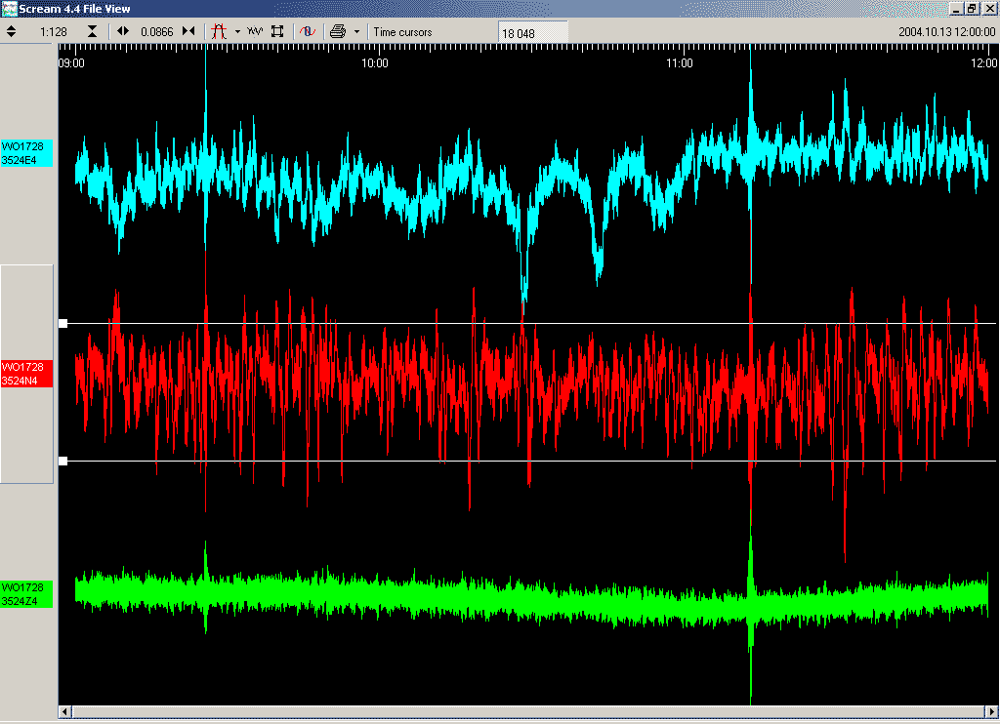 Scream 4.4 File View
1:128 0.0866 Time cursors 18 048 2004.10.13 12:00:00
09:00 10:00 11:00 12:00
WO1728
3524E4
WO1728
3524N4
WO1728
3524Z4